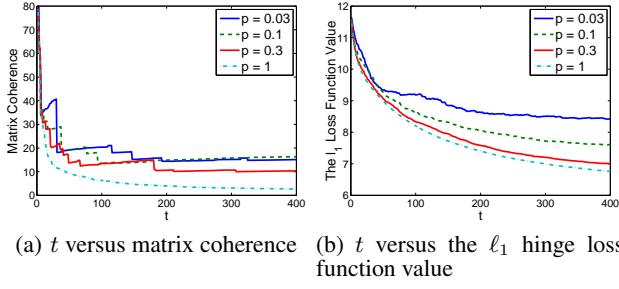 80
70
60
50
40
30
20
10
0
Matrix Coherence
p = 0.03
p = 0.1
p = 0.3
p = 1
0 100 200 300 400
t
12
11
10
9
8
7
6
The l1 Loss Function Value
p = 0.03
p = 0.1
p = 0.3
p = 1
0 100 200 300 400
t
(a) t versus matrix coherence
(b) t versus the ℓ1 hinge loss
function value